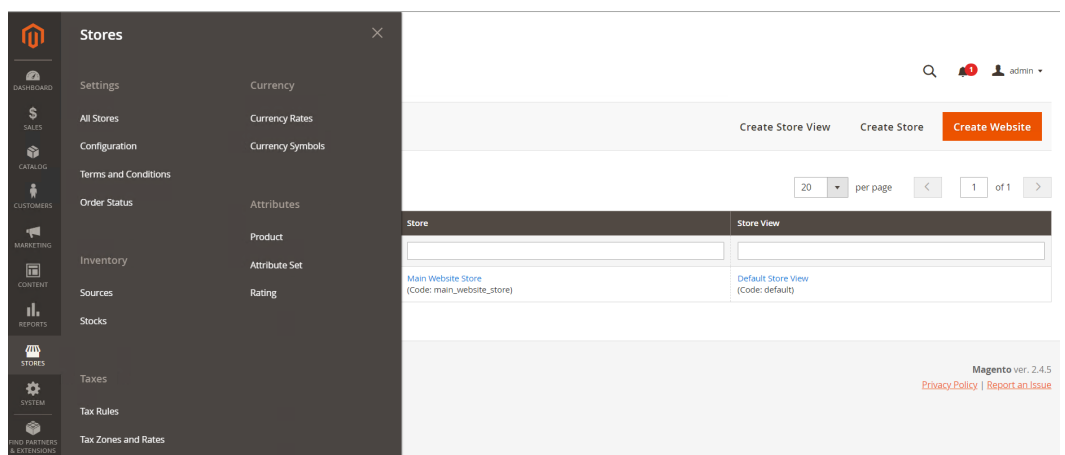 Stores
DASHBOARD
SALES
CATALOG
CUSTOMERS
MARKETING
CONTENT
REPORTS
STORES
SYSTEM
FIND PARTNERS
& EXTENSIONS
Settings
All Stores
Configuration
Terms and Conditions
Order Status
Inventory
Sources
Stocks
Taxes
Tax Rules
Tax Zones and Rates
Currency
Currency Rates
Currency Symbols
Attributes
Product
Attribute Set
Rating
1
admin
Create Store View Create Store Create Website
20 per page 1 of 1
Store Store View
Main Website Store Default Store View
(Code: main_website_store) (Code: default)
Magento ver. 2.4.5
Privacy Policy | Report an Issue